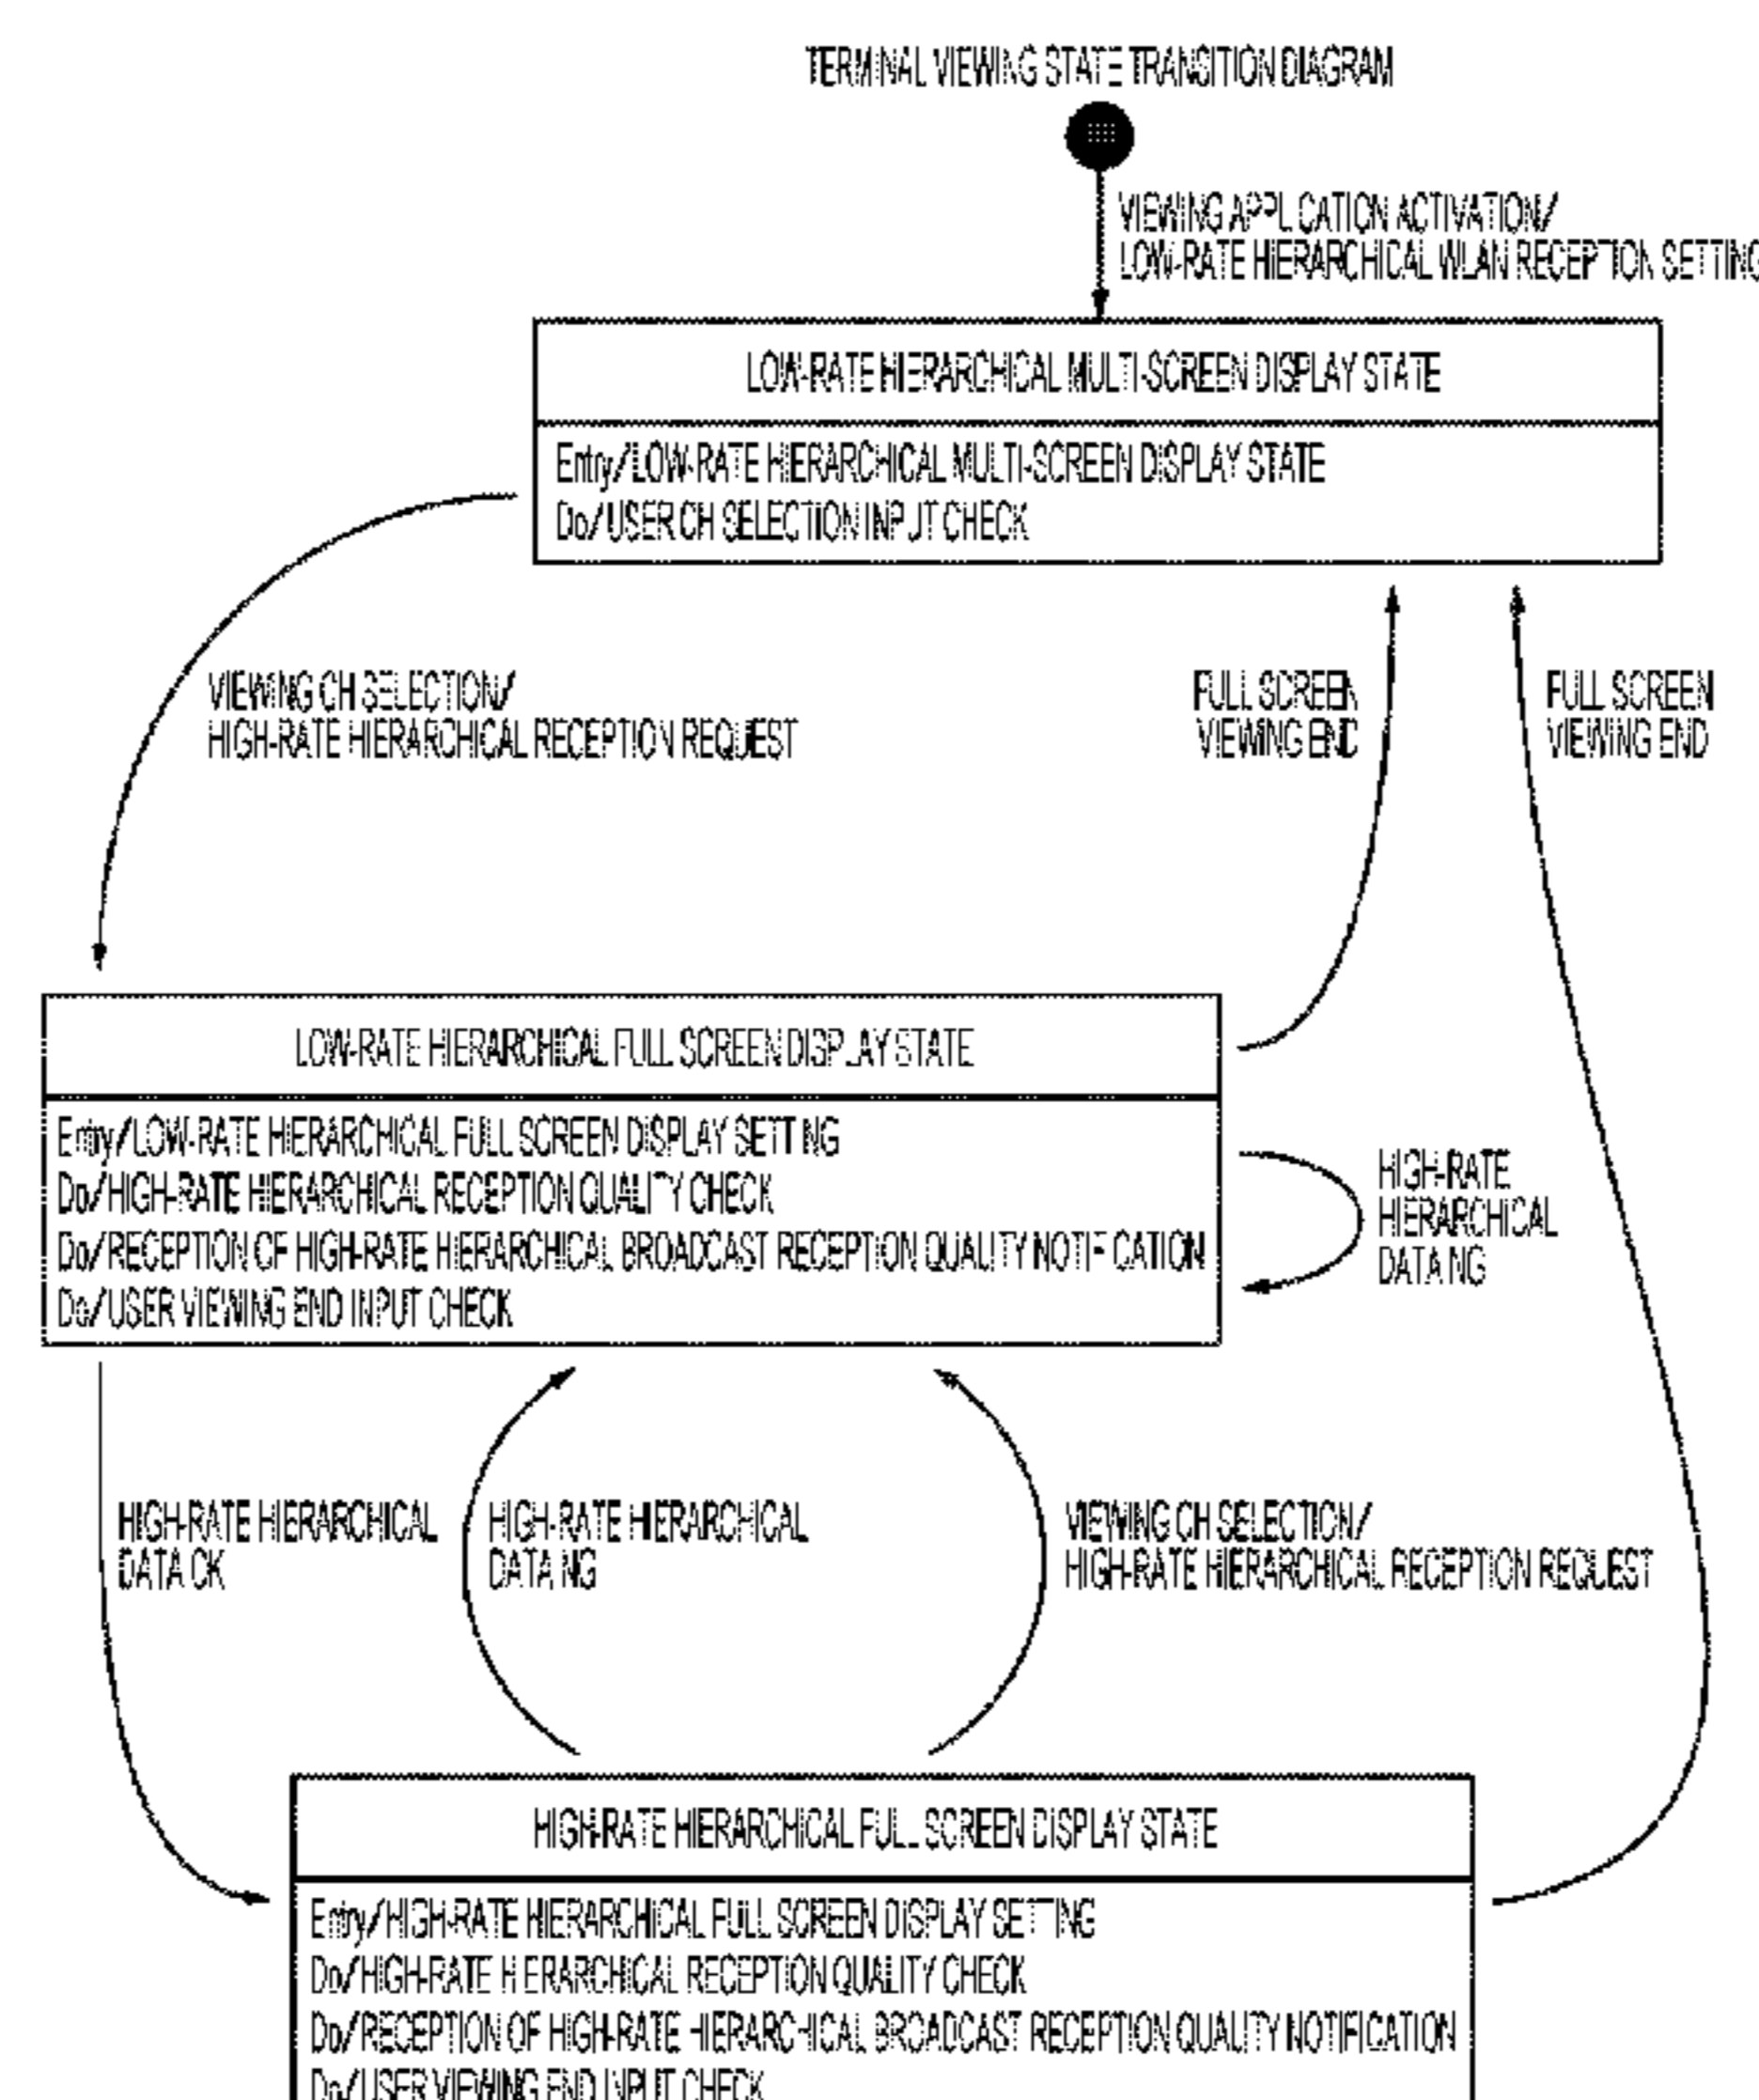 TERMINAL VIEWING STATE TRANSITION DIAGRAM
VIEWING APPLICATION ACTIVATION/
LOW-RATE HIERARCHICAL WLAN RECEPTION SETTING
LOW-RATE HIERARCHICAL MULTI-SCREEN DISPLAY STATE
Entry/LOW-RATE HIERARCHICAL MULTI-SCREEN DISPLAY STATE
Do/USER CH SELECTION INPUT CHECK
VIEWING CH SELECTION/
HIGH-RATE HIERARCHICAL RECEPTION REQUEST
FULL SCREEN
VIEWING END
FULL SCREEN
VIEWING END
LOW-RATE HIERARCHICAL FULL SCREEN DISPLAY STATE
Entry/LOW-RATE HIERARCHICAL FULL SCREEN DISPLAY SETTING
Do/HIGH-RATE HIERARCHICAL RECEPTION QUALITY CHECK
Do/RECEPTION OF HIGH-RATE HIERARCHICAL BROADCAST RECEPTION QUALITY NOTIFICATION
Do/USER VIEWING END INPUT CHECK
HIGH-RATE
HIERARCHICAL
DATA NG
HIGH-RATE HIERARCHICAL
DATA OK
HIGH-RATE HIERARCHICAL
DATA NG
VIEWING CH SELECTION/
HIGH-RATE HIERARCHICAL RECEPTION REQUEST
HIGH-RATE HIERARCHICAL FULL SCREEN DISPLAY STATE
Entry/HIGH-RATE HIERARCHICAL FULL SCREEN DISPLAY SETTING
Do/HIGH-RATE HIERARCHICAL RECEPTION QUALITY CHECK
Do/RECEPTION OF HIGH-RATE HIERARCHICAL BROADCAST RECEPTION QUALITY NOTIFICATION
Do/USER VIEWING END INPUT CHECK